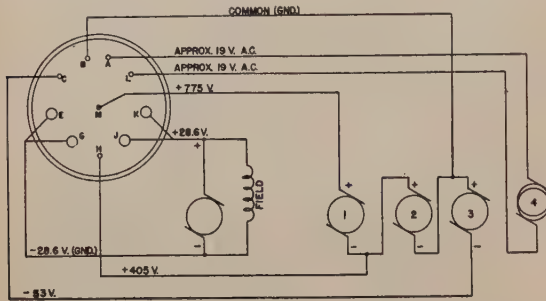 COMMON (GND.)
B
A
APPROX. 19 V. A.C.
C
L
APPROX. 19 V. A.C.
+775 V.
E
M
K
G
J
+28.6 V.
H
+
FIELD
-
+
1
-
+
2
-
+
3
-
4
-28.6 V. (GND.)
+405 V.
-53 V.